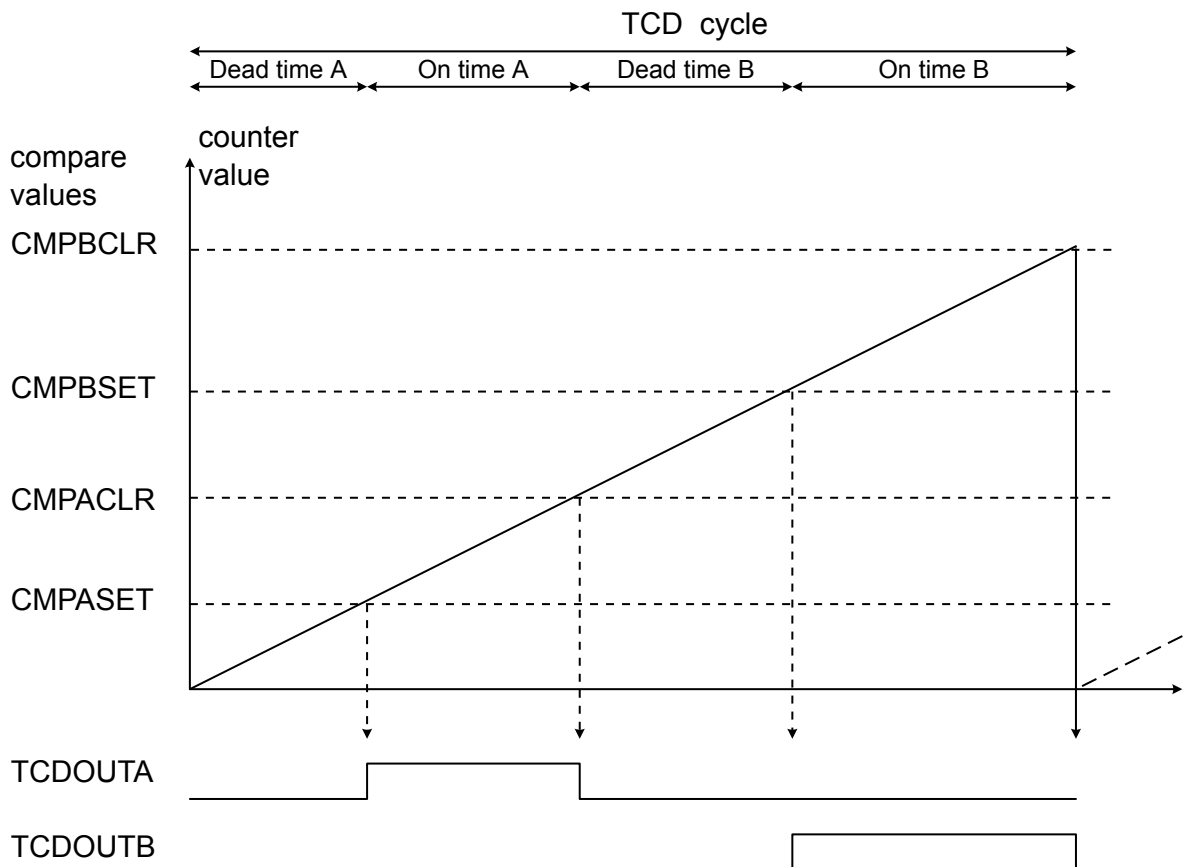 TCD cycle
Dead time A
On time A
Dead time B
On time B
counter
value
compare
values
CMPBCLR
CMPBSET
CMPACLR
CMPASET
TCDOUTA
TCDOUTB